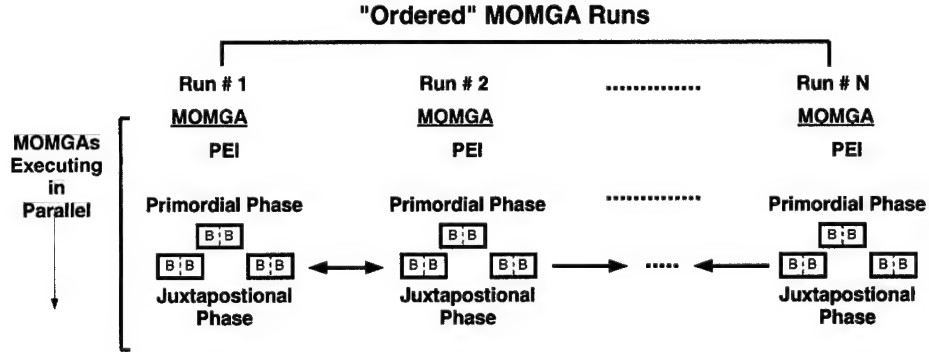 "Ordered" MOMGA Runs
Run # 1 Run # 2 Run # N
MOMGA MOMGA MOMGA
PEI PEI PEI
MOMGAs
Executing
in
Parallel
Primordial Phase Primordial Phase Primordial Phase
B B B B B B
B B B B B B B B B B B B
Juxtapostional Juxtapostional Juxtapostional
Phase Phase Phase